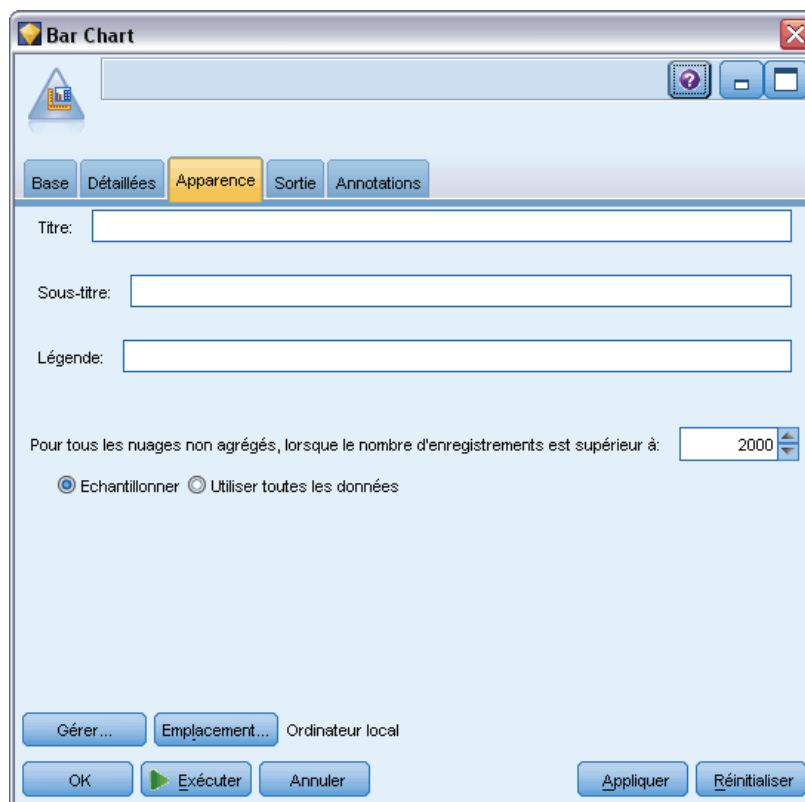 Bar Chart
?
Base Détaillées Apparence Sortie Annotations
Titre:
Sous-titre:
Légende:
Pour tous les nuages non agrégés, lorsque le nombre d'enregistrements est supérieur à: 2000
Echantillonner Utiliser toutes les données
Gérer... Emplacement... Ordinateur local
OK Exécuter Annuler Appliquer Réinitialiser